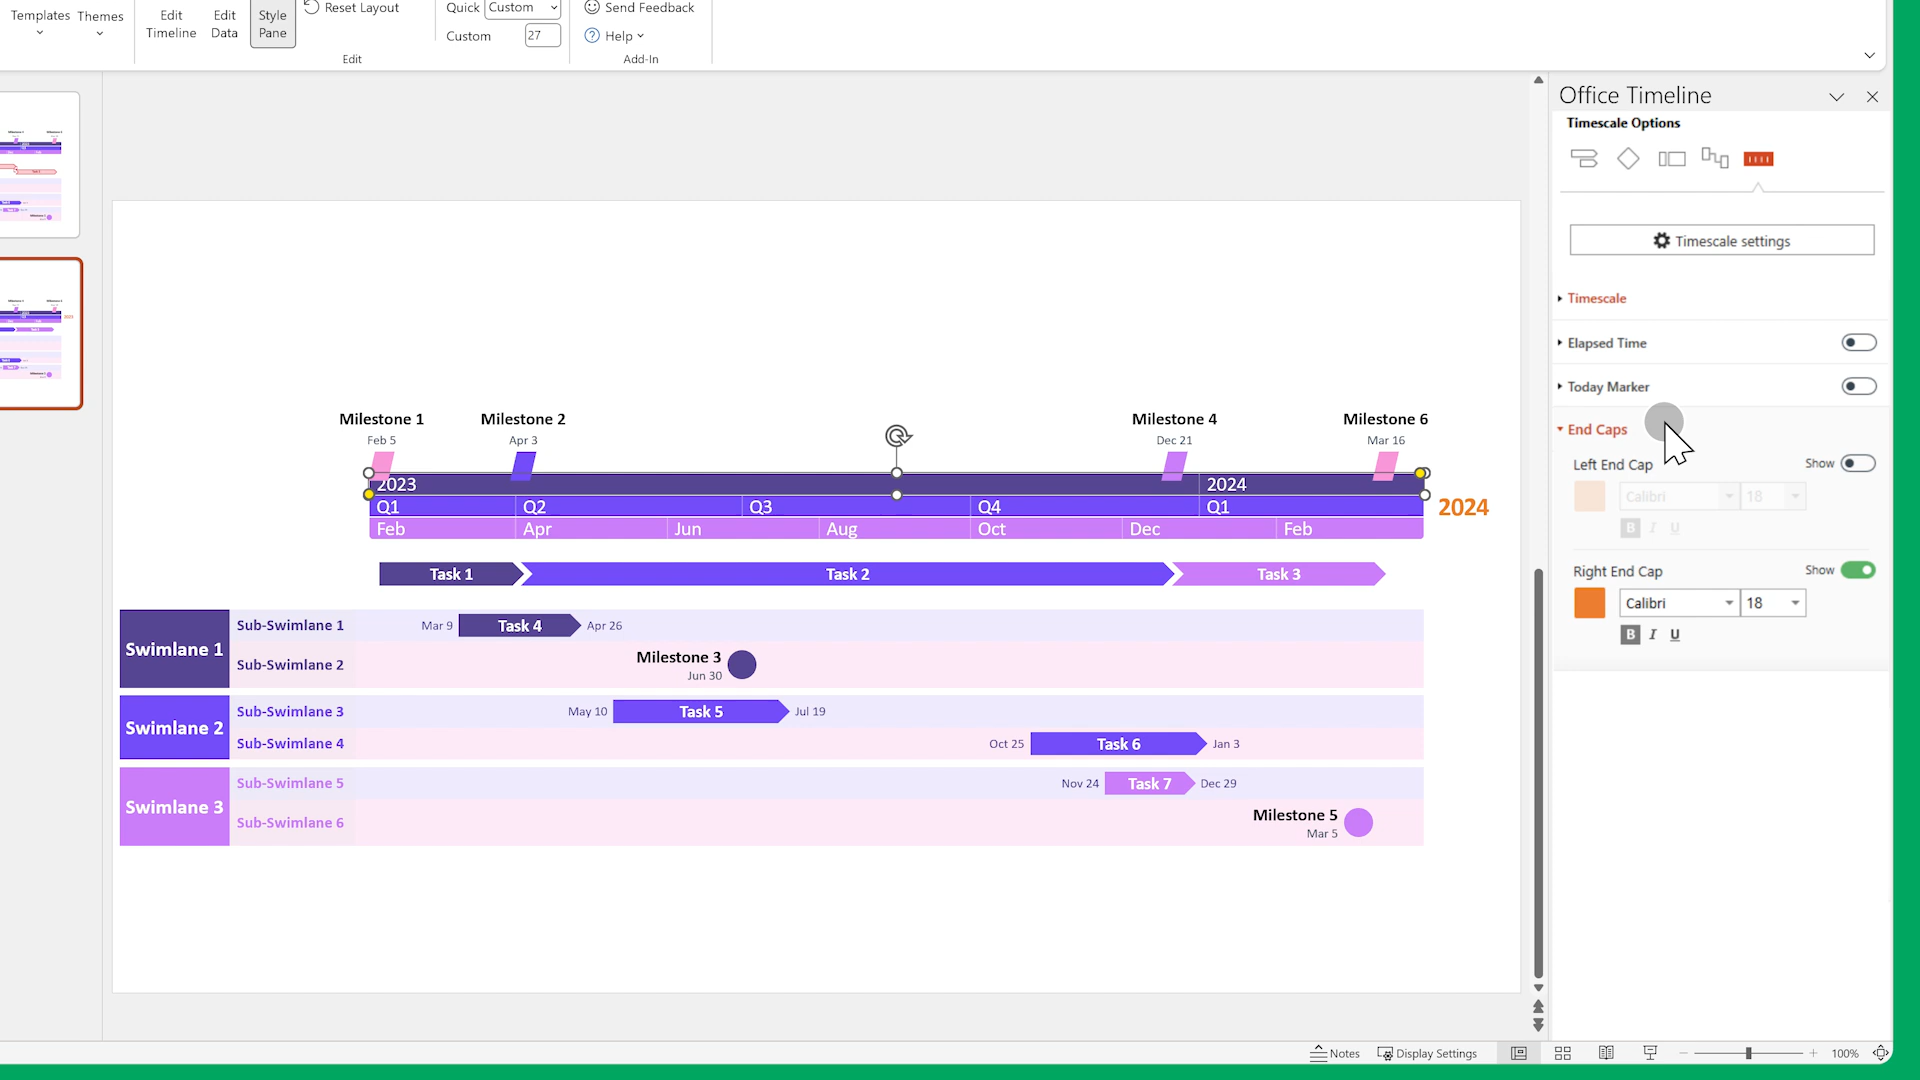 Templates
Themes
Edit
Timeline
Edit
Data
Style
Pane
Reset Layout
Edit
Quick
Custom
Custom
27
Send Feedback
Help
Add-In
Office Timeline
Timescale Options
Timescale settings
Timescale
Elapsed Time
Today Marker
End Caps
Left End Cap
Show
Calibri
18
B I U
Right End Cap
Show
Calibri
18
B I U
Milestone 1
Feb 5
Milestone 2
Apr 3
Milestone 4
Dec 21
Milestone 6
Mar 16
2023 2024
Q1 Q2 Q3 Q4 Q1
2024
Feb Apr Jun Aug Oct Dec Feb
Task 1 Task 2 Task 3
Swimlane 1
Sub-Swimlane 1
Mar 9 Task 4 Apr 26
Sub-Swimlane 2
Milestone 3
Jun 30
Swimlane 2
Sub-Swimlane 3
May 10 Task 5 Jul 19
Sub-Swimlane 4
Oct 25 Task 6 Jan 3
Swimlane 3
Sub-Swimlane 5
Nov 24 Task 7 Dec 29
Sub-Swimlane 6
Milestone 5
Mar 5
Notes
Display Settings
100%